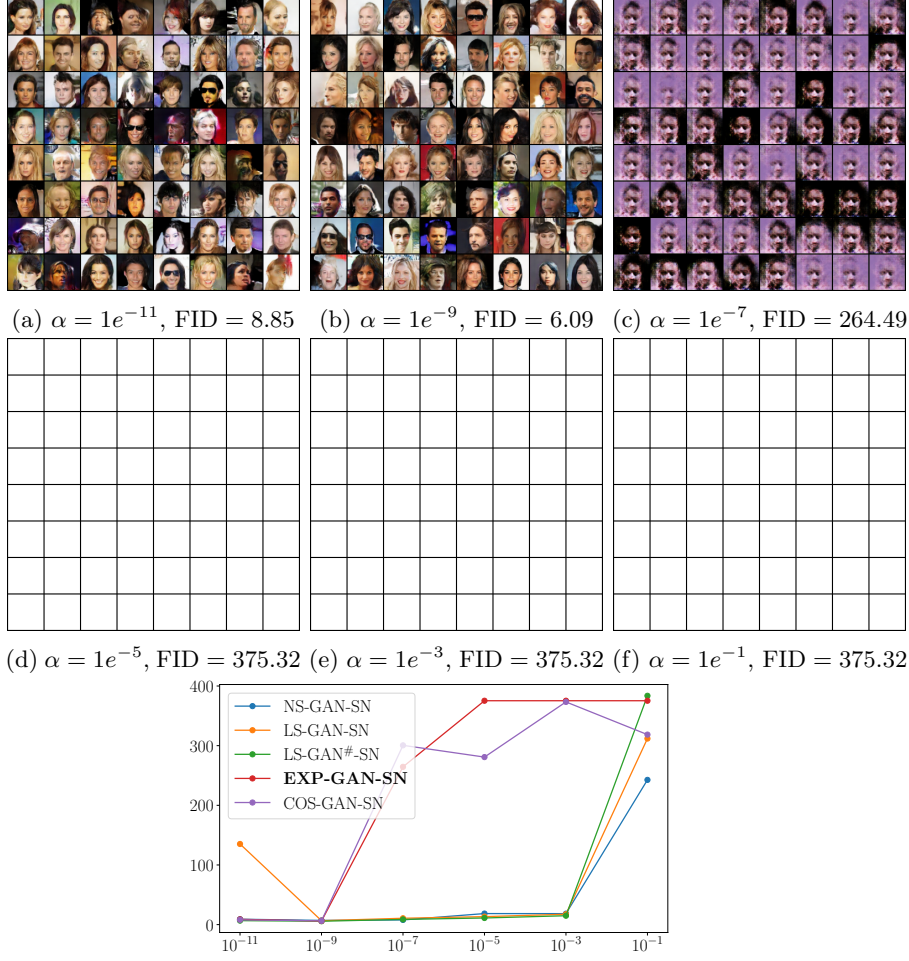 (a) α = 1e⁻¹¹, FID = 8.85 (b) α = 1e⁻⁹, FID = 6.09 (c) α = 1e⁻⁷, FID = 264.49
(d) α = 1e⁻⁵, FID = 375.32 (e) α = 1e⁻³, FID = 375.32 (f) α = 1e⁻¹, FID = 375.32
400
300
200
100
0
NS-GAN-SN
LS-GAN-SN
LS-GAN#-SN
EXP-GAN-SN
COS-GAN-SN
10⁻¹¹ 10⁻⁹ 10⁻⁷ 10⁻⁵ 10⁻³ 10⁻¹